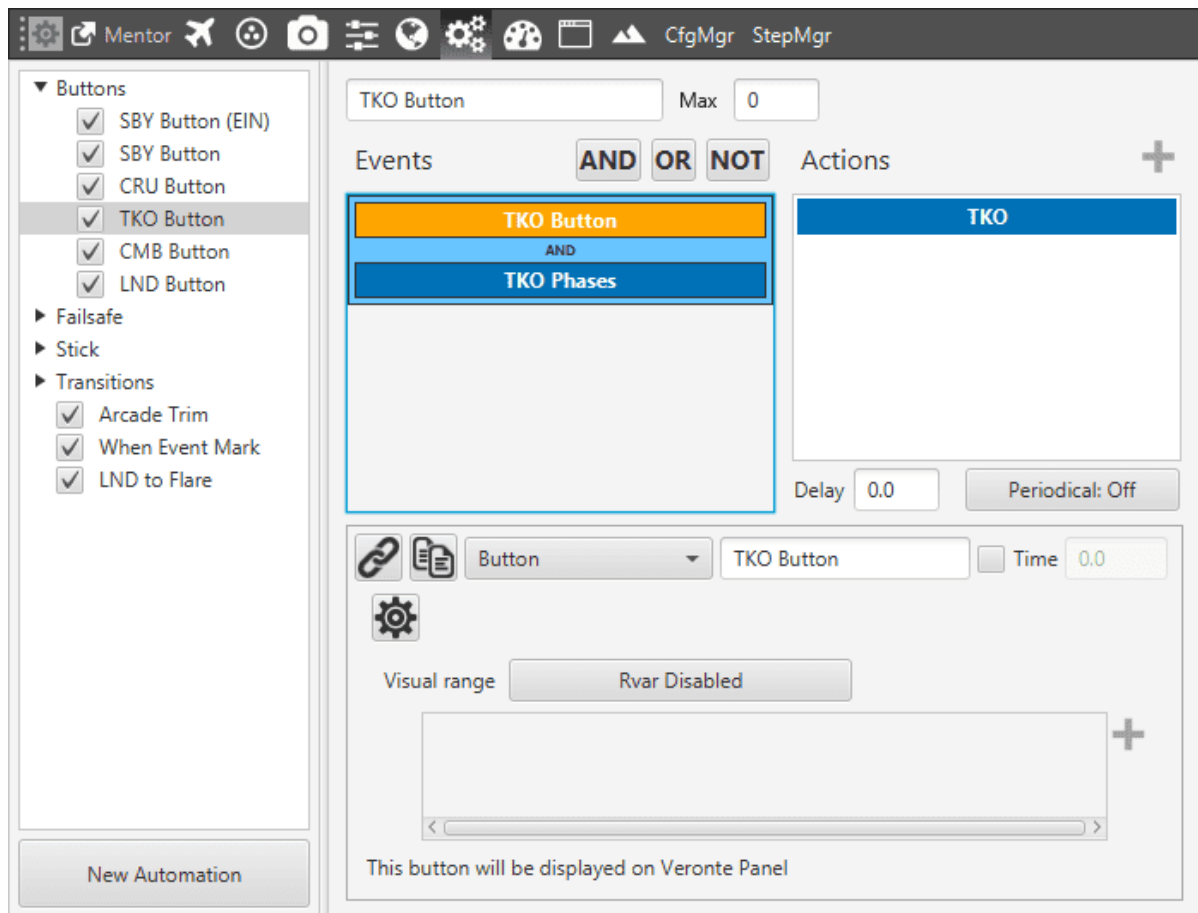 Mentor CfgMgr StepMgr
Buttons
SBY Button (EIN)
SBY Button
CRU Button
TKO Button
CMB Button
LND Button
Failsafe
Stick
Transitions
Arcade Trim
When Event Mark
LND to Flare
New Automation
TKO Button Max 0
Events AND OR NOT Actions
TKO Button
AND
TKO Phases
TKO
Delay 0.0 Periodical: Off
Button TKO Button Time 0.0
Visual range Rvar Disabled
This button will be displayed on Veronte Panel